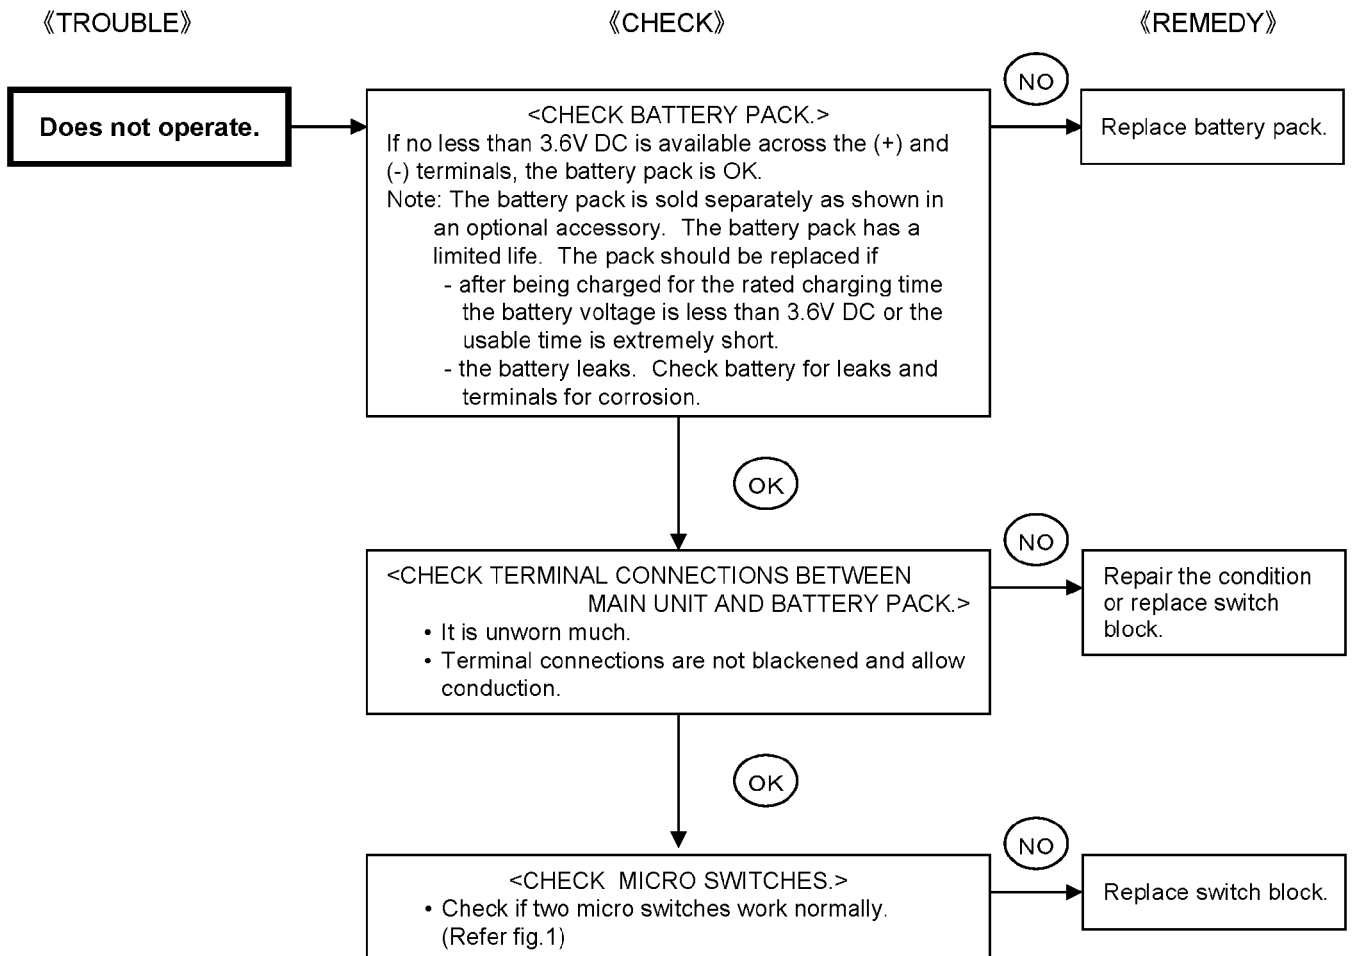 《TROUBLE》
《CHECK》
《REMEDY》
Does not operate.
<CHECK BATTERY PACK.>
If no less than 3.6V DC is available across the (+) and
(-) terminals, the battery pack is OK.
Note: The battery pack is sold separately as shown in
an optional accessory. The battery pack has a
limited life. The pack should be replaced if
- after being charged for the rated charging time
the battery voltage is less than 3.6V DC or the
usable time is extremely short.
- the battery leaks. Check battery for leaks and
terminals for corrosion.
NO
Replace battery pack.
OK
<CHECK TERMINAL CONNECTIONS BETWEEN
MAIN UNIT AND BATTERY PACK.>
• It is unworn much.
• Terminal connections are not blackened and allow
conduction.
NO
Repair the condition
or replace switch
block.
OK
<CHECK MICRO SWITCHES.>
• Check if two micro switches work normally.
(Refer fig.1)
NO
Replace switch block.